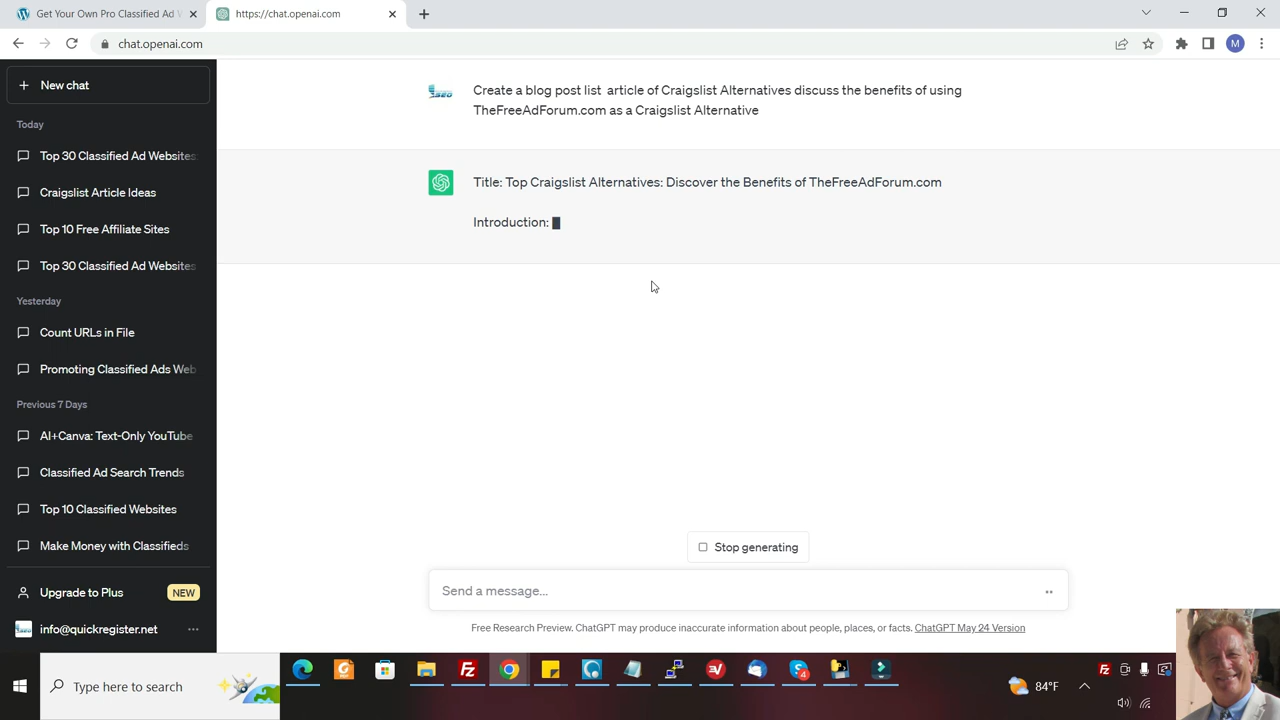 Get Your Own Pro Classified Ad W
https://chat.openai.com
chat.openai.com
M
New chat
Today
Top 30 Classified Ad Websites:
Craigslist Article Ideas
Top 10 Free Affiliate Sites
Top 30 Classified Ad Websites
Yesterday
Count URLs in File
Promoting Classified Ads Web
Previous 7 Days
AI+Canva: Text-Only YouTube
Classified Ad Search Trends
Top 10 Classified Websites
Make Money with Classifieds
Upgrade to Plus NEW
info@quickregister.net
SEO
Create a blog post list article of Craigslist Alternatives discuss the benefits of using
TheFreeAdForum.com as a Craigslist Alternative
Title: Top Craigslist Alternatives: Discover the Benefits of TheFreeAdForum.com
Introduction:
Stop generating
Send a message...
Free Research Preview. ChatGPT may produce inaccurate information about people, places, or facts. ChatGPT May 24 Version
Type here to search
84°F